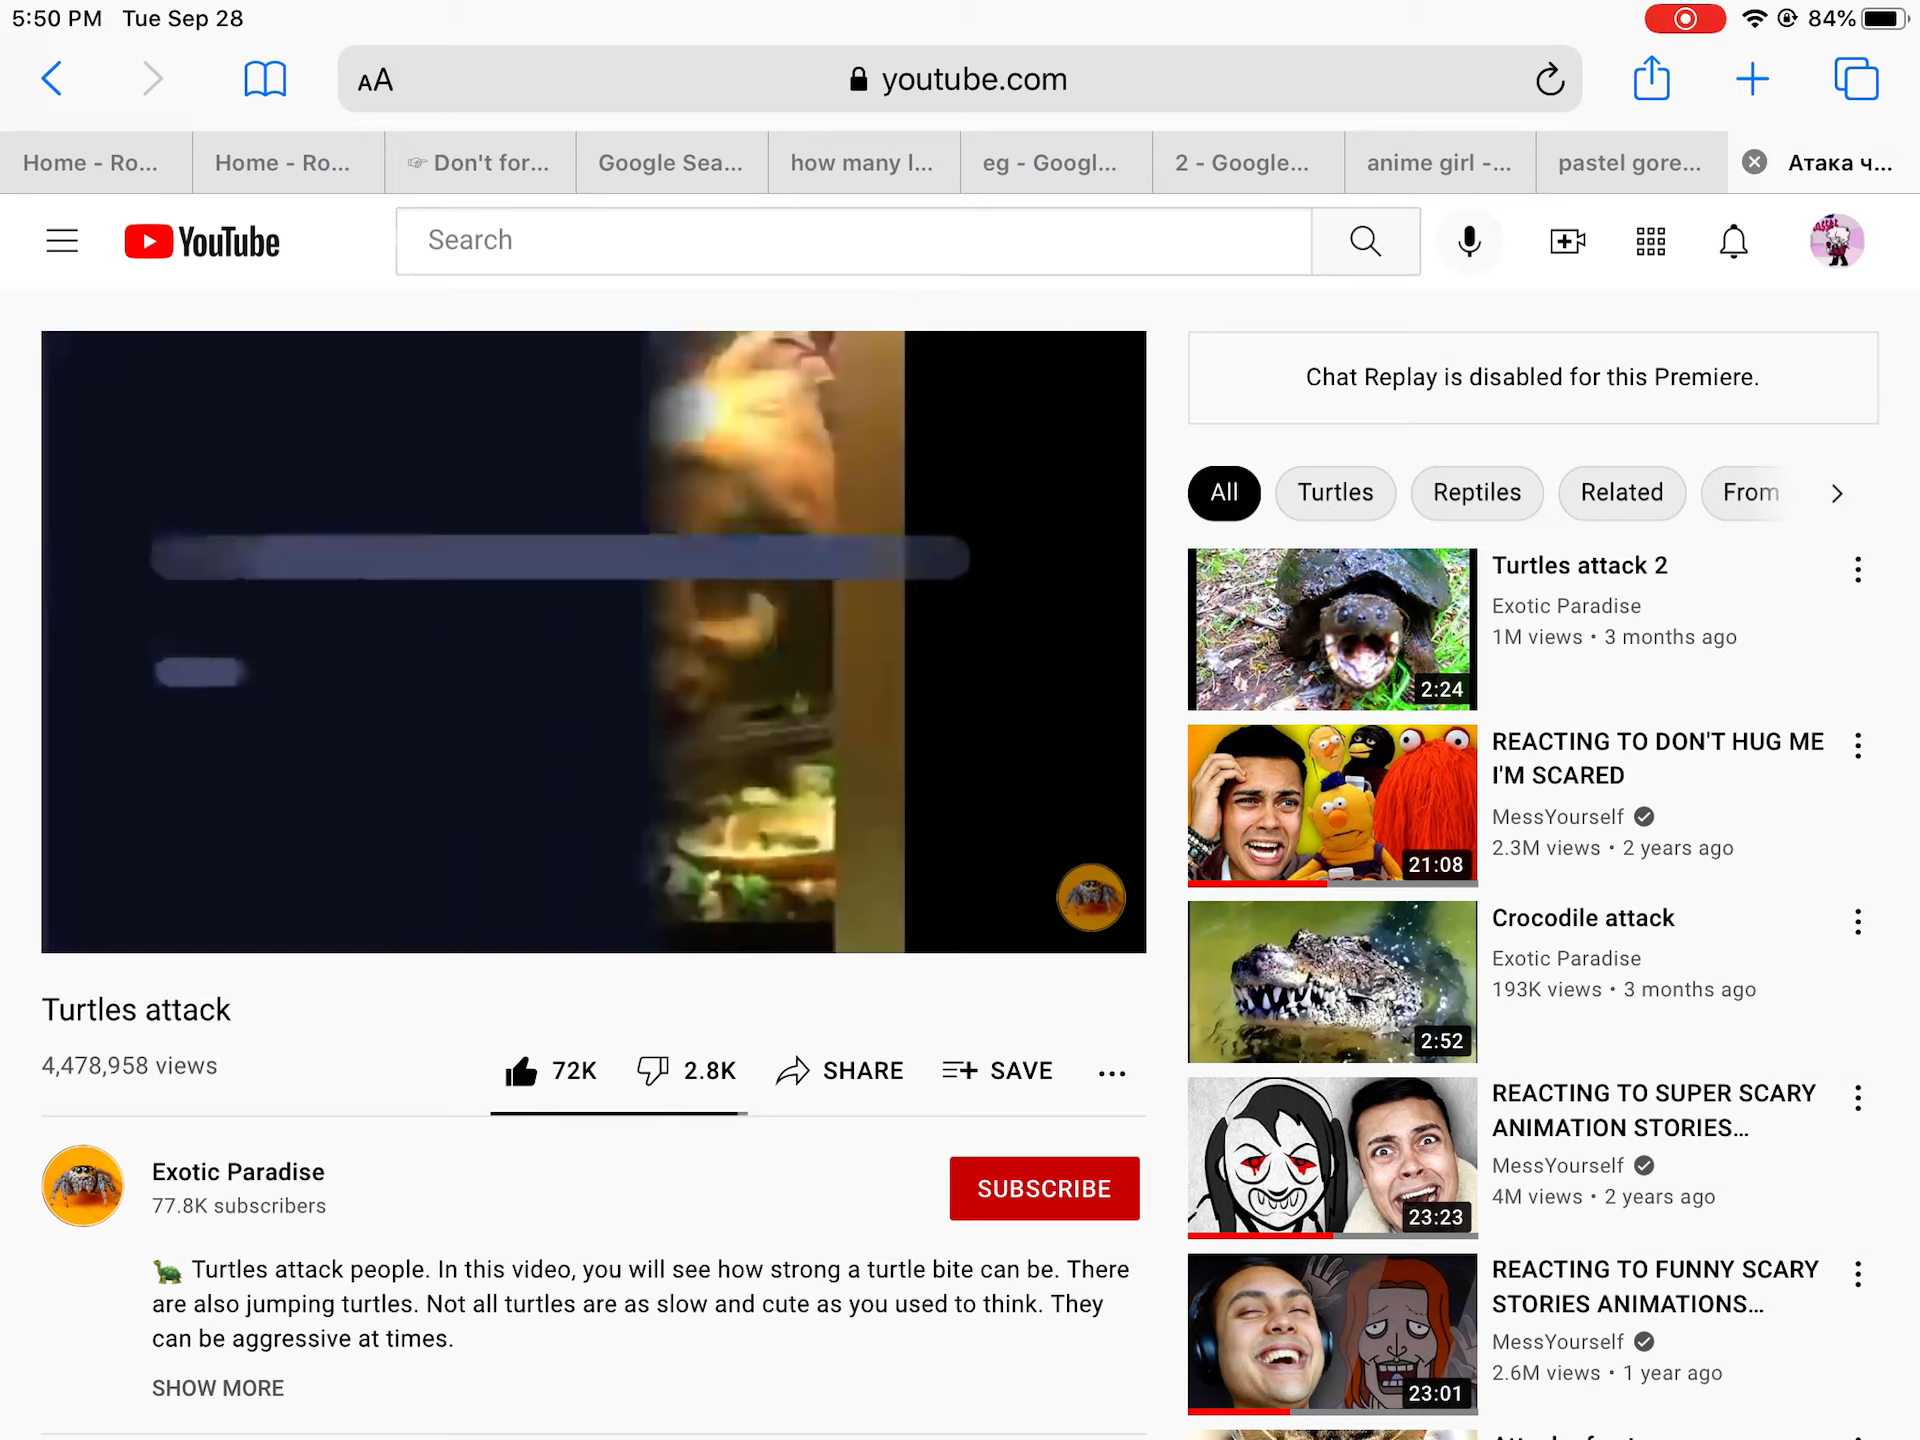 5:50 PM Tue Sep 28
84%
AA
youtube.com
Home - Ro...
Home - Ro...
☞ Don't for...
Google Sea...
how many l...
eg - Googl...
2 - Google...
anime girl -...
pastel gore...
Атака ч...
YouTube
Search
Chat Replay is disabled for this Premiere.
All
Turtles
Reptiles
Related
From
Turtles attack 2
Exotic Paradise
1M views • 3 months ago
2:24
REACTING TO DON'T HUG ME
I'M SCARED
MessYourself
2.3M views • 2 years ago
21:08
Crocodile attack
Exotic Paradise
193K views • 3 months ago
2:52
REACTING TO SUPER SCARY
ANIMATION STORIES...
MessYourself
4M views • 2 years ago
23:23
REACTING TO FUNNY SCARY
STORIES ANIMATIONS...
MessYourself
2.6M views • 1 year ago
23:01
Turtles attack
4,478,958 views
72K
2.8K
SHARE
SAVE
Exotic Paradise
77.8K subscribers
SUBSCRIBE
🐢 Turtles attack people. In this video, you will see how strong a turtle bite can be. There
are also jumping turtles. Not all turtles are as slow and cute as you used to think. They
can be aggressive at times.
SHOW MORE